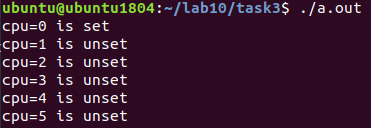 ubuntu@ubuntu1804:~/lab10/task3$ ./a.out
cpu=0 is set
cpu=1 is unset
cpu=2 is unset
cpu=3 is unset
cpu=4 is unset
cpu=5 is unset